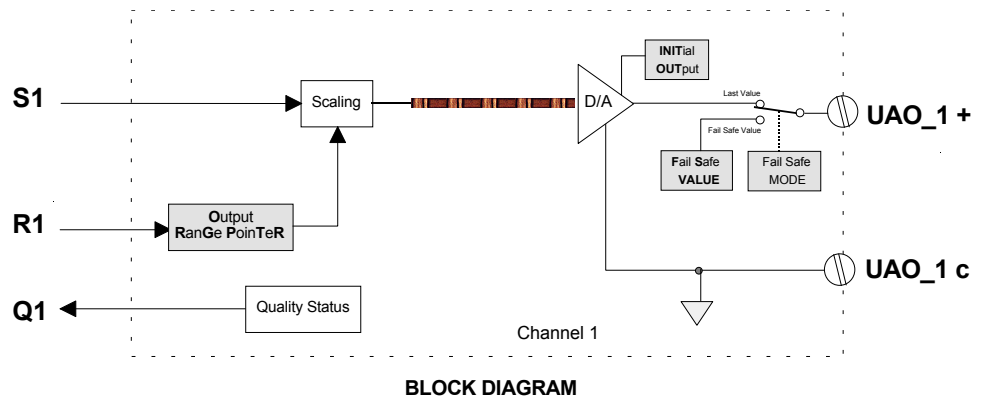 S1
Scaling
D/A
INITial
OUTput
Last Value
Fail Safe Value
Fail Safe
VALUE
Fail Safe
MODE
UAO_1 +
R1
Output
RanGe PoinTeR
UAO_1 c
Q1
Quality Status
Channel 1
BLOCK DIAGRAM